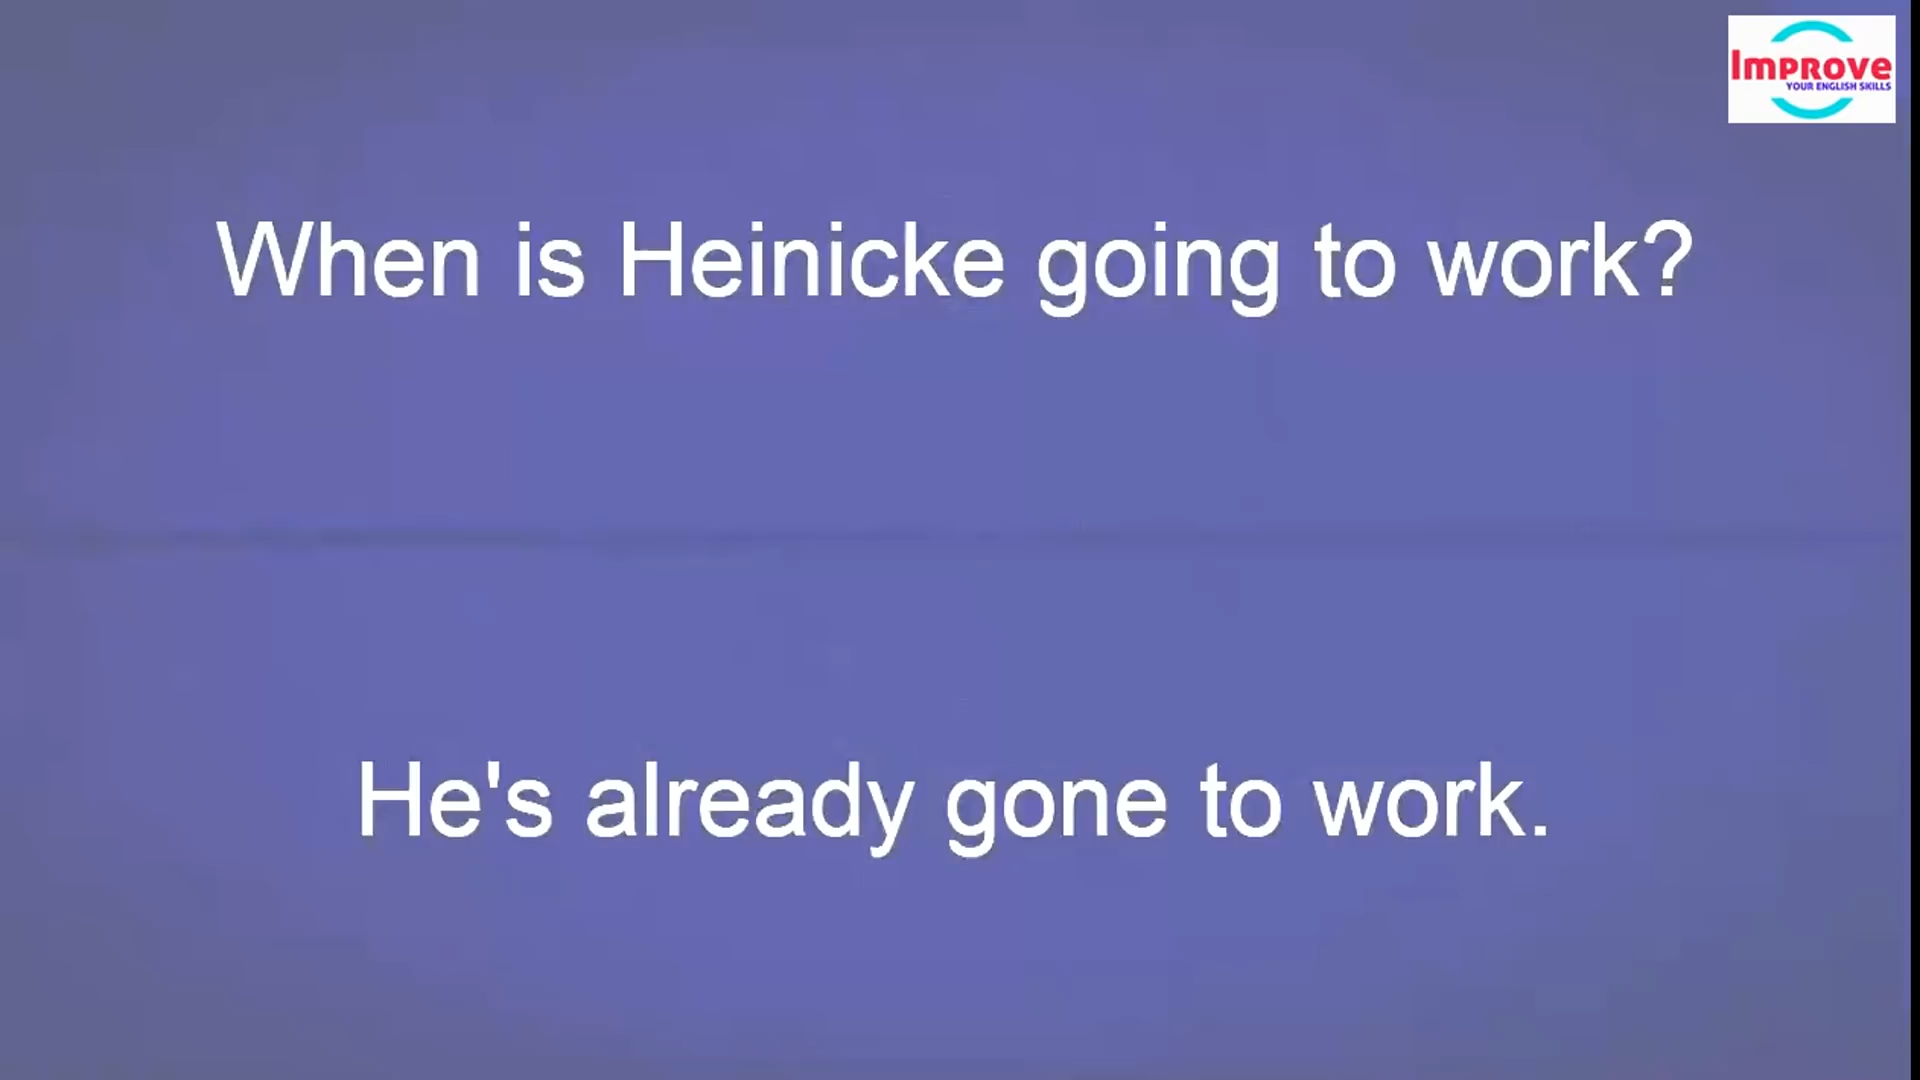 Improve
YOUR ENGLISH SKILLS
When is Heinicke going to work?
He's already gone to work.